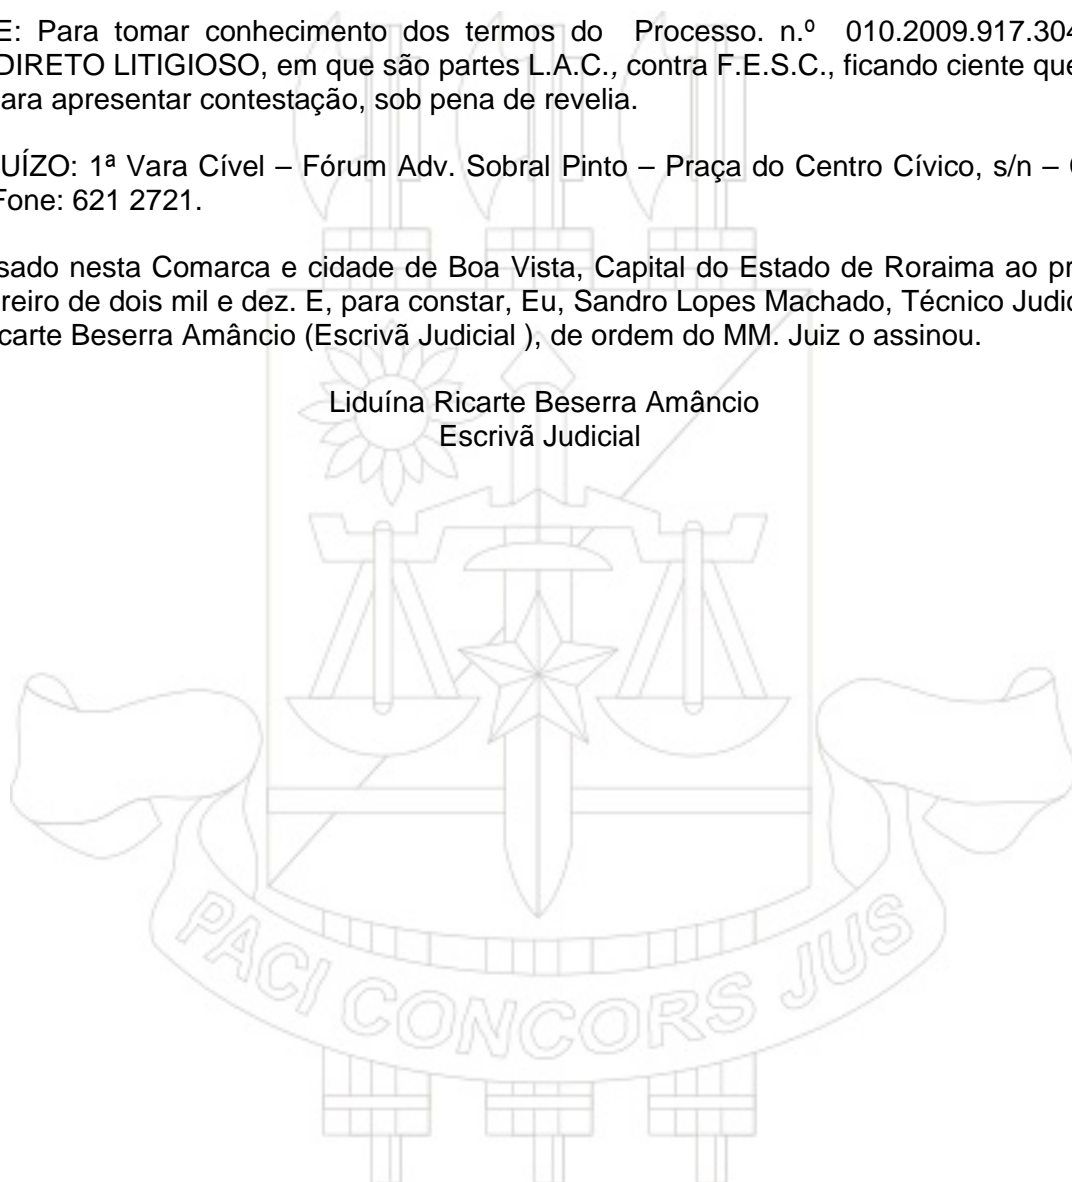 E: Para tomar conhecimento dos termos do Processo. n.º 010.2009.917.304
DIRETO LITIGIOSO, em que são partes L.A.C., contra F.E.S.C., ficando ciente que
para apresentar contestação, sob pena de revelia.
UÍZO: 1ª Vara Cível – Fórum Adv. Sobral Pinto – Praça do Centro Cívico, s/n –
Fone: 621 2721.
sado nesta Comarca e cidade de Boa Vista, Capital do Estado de Roraima ao pr
reiro de dois mil e dez. E, para constar, Eu, Sandro Lopes Machado, Técnico Judic
carte Beserra Amâncio (Escrivã Judicial ), de ordem do MM. Juiz o assinou.
Liduína Ricarte Beserra Amâncio
Escrivã Judicial
PACI CONCORS JUS